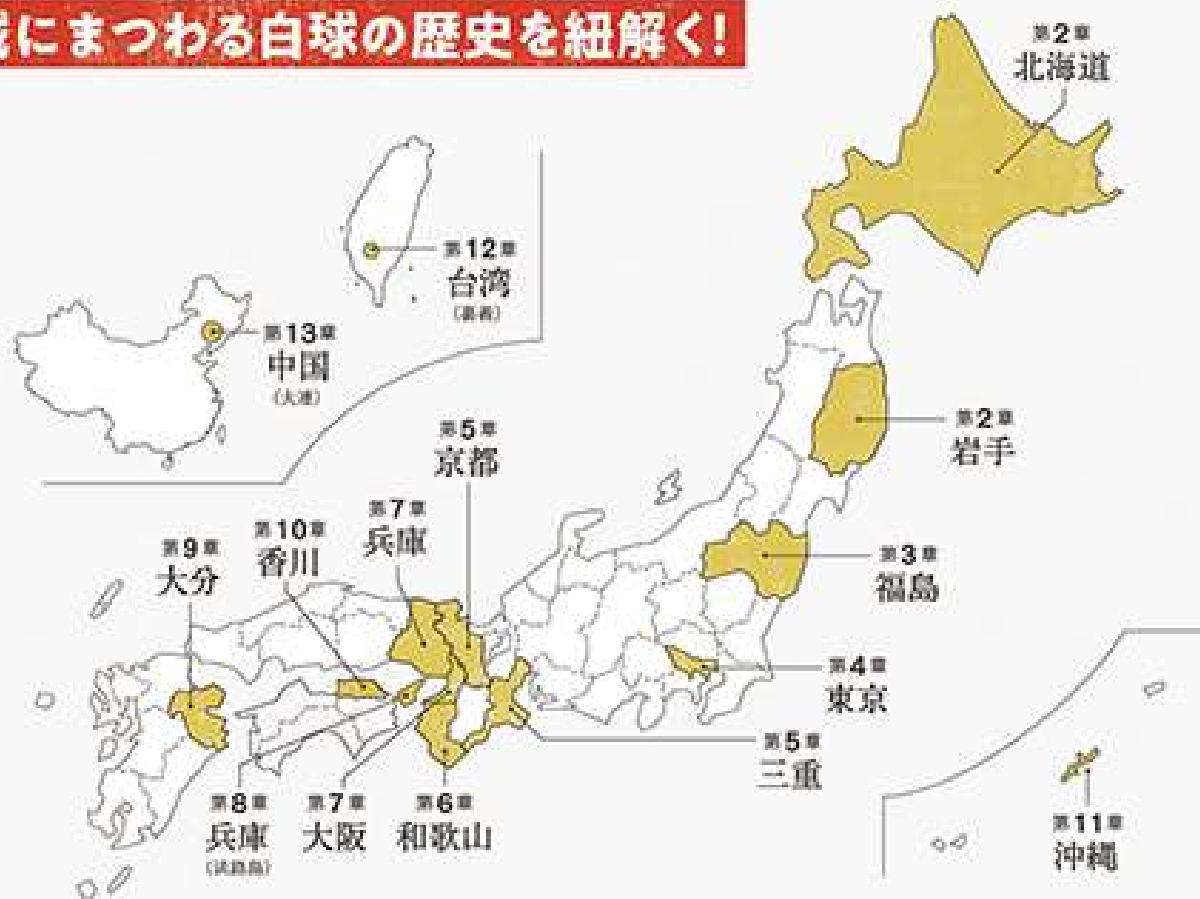 にまつわる白球の歴史を紐解く!
第2章
北海道
第12章
台湾
(嘉義)
第13章
中国
(大連)
第2章
岩手
第5章
京都
第7章
兵庫
第10章
香川
第9章
大分
第3章
福島
第4章
東京
第5章
三重
第8章
兵庫
(淡路島)
第7章
大阪
第6章
和歌山
第11章
沖縄